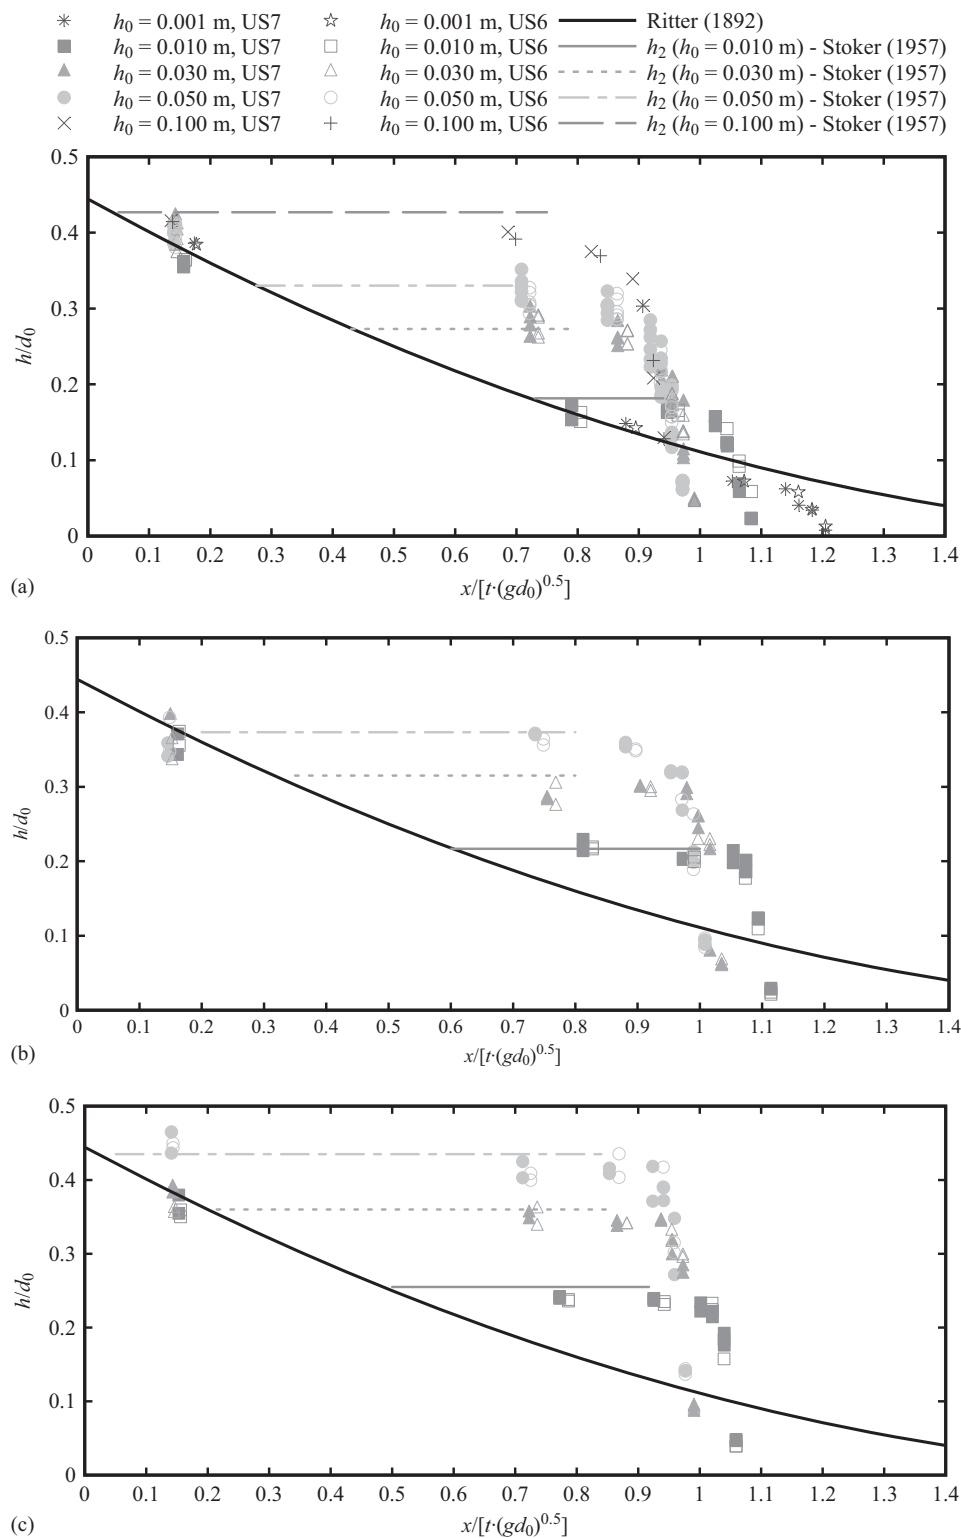 h0 = 0.001 m, US7 h0 = 0.001 m, US6 Ritter (1892)
h0 = 0.010 m, US7 h0 = 0.010 m, US6 h2 (h0 = 0.010 m) - Stoker (1957)
h0 = 0.030 m, US7 h0 = 0.030 m, US6 h2 (h0 = 0.030 m) - Stoker (1957)
h0 = 0.050 m, US7 h0 = 0.050 m, US6 h2 (h0 = 0.050 m) - Stoker (1957)
h0 = 0.100 m, US7 h0 = 0.100 m, US6 h2 (h0 = 0.100 m) - Stoker (1957)
0.5
0.4
0.3
h/d0
0.2
0.1
0
0 0.1 0.2 0.3 0.4 0.5 0.6 0.7 0.8 0.9 1 1.1 1.2 1.3 1.4
(a) x/[t·(gd0)^0.5]
0.5
0.4
0.3
h/d0
0.2
0.1
0
0 0.1 0.2 0.3 0.4 0.5 0.6 0.7 0.8 0.9 1 1.1 1.2 1.3 1.4
(b) x/[t·(gd0)^0.5]
0.5
0.4
0.3
h/d0
0.2
0.1
0
0 0.1 0.2 0.3 0.4 0.5 0.6 0.7 0.8 0.9 1 1.1 1.2 1.3 1.4
(c) x/[t·(gd0)^0.5]